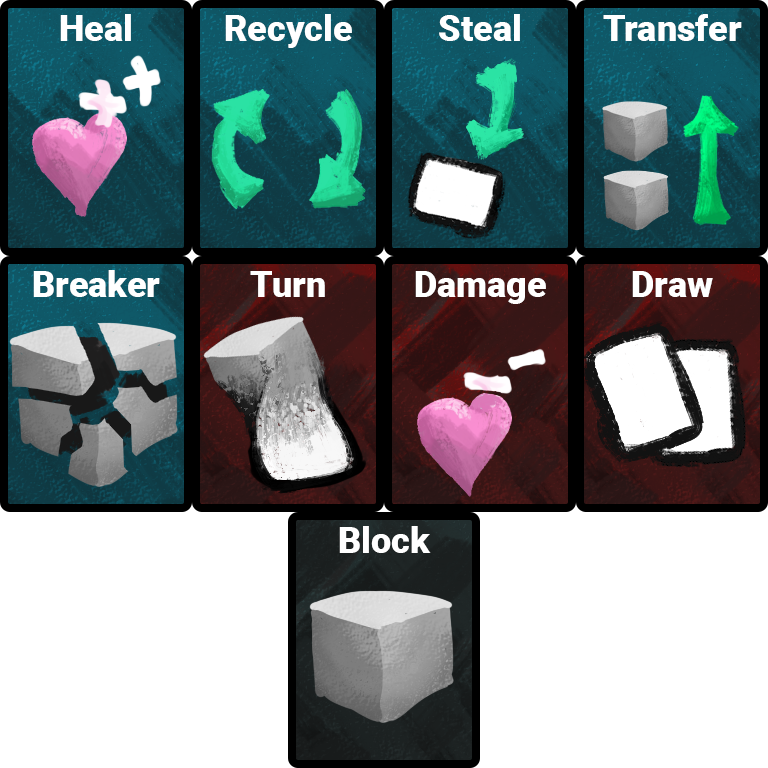 Heal
Recycle
Steal
Transfer
Breaker
Turn
Damage
Draw
Block